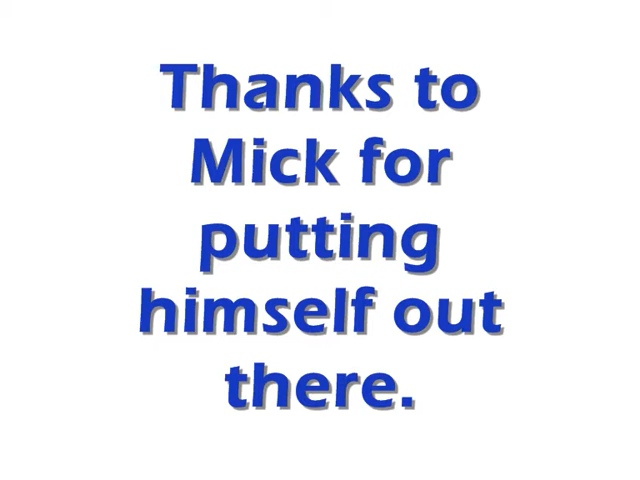 Thanks to
Mick for
putting
himself out
there.